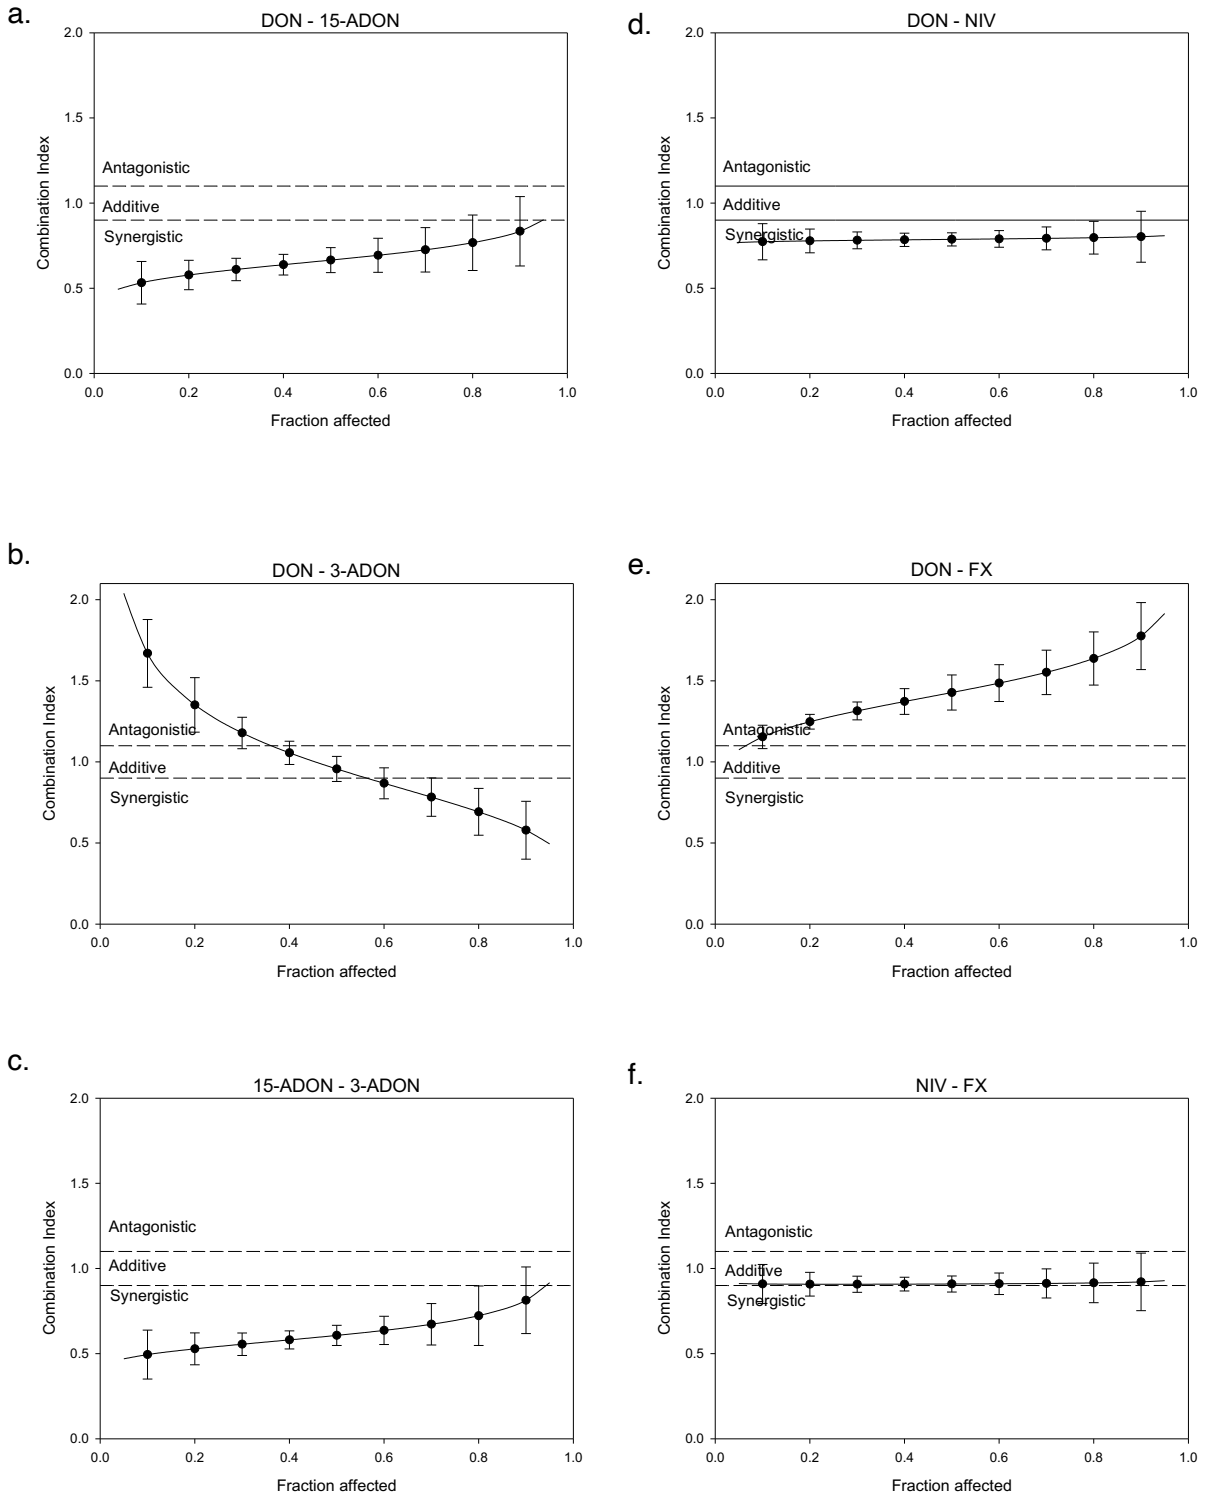 a.
DON - 15-ADON
2.0
1.5
1.0
0.5
0.0
Combination Index
Antagonistic
Additive
Synergistic
0.0 0.2 0.4 0.6 0.8 1.0
Fraction affected
d.
DON - NIV
2.0
1.5
1.0
0.5
0.0
Combination Index
Antagonistic
Additive
Synergistic
0.0 0.2 0.4 0.6 0.8 1.0
Fraction affected
b.
DON - 3-ADON
2.0
1.5
1.0
0.5
0.0
Combination Index
Antagonistic
Additive
Synergistic
0.0 0.2 0.4 0.6 0.8 1.0
Fraction affected
e.
DON - FX
2.0
1.5
1.0
0.5
0.0
Combination Index
Antagonistic
Additive
Synergistic
0.0 0.2 0.4 0.6 0.8 1.0
Fraction affected
c.
15-ADON - 3-ADON
2.0
1.5
1.0
0.5
0.0
Combination Index
Antagonistic
Additive
Synergistic
0.0 0.2 0.4 0.6 0.8 1.0
Fraction affected
f.
NIV - FX
2.0
1.5
1.0
0.5
0.0
Combination Index
Antagonistic
Additive
Synergistic
0.0 0.2 0.4 0.6 0.8 1.0
Fraction affected